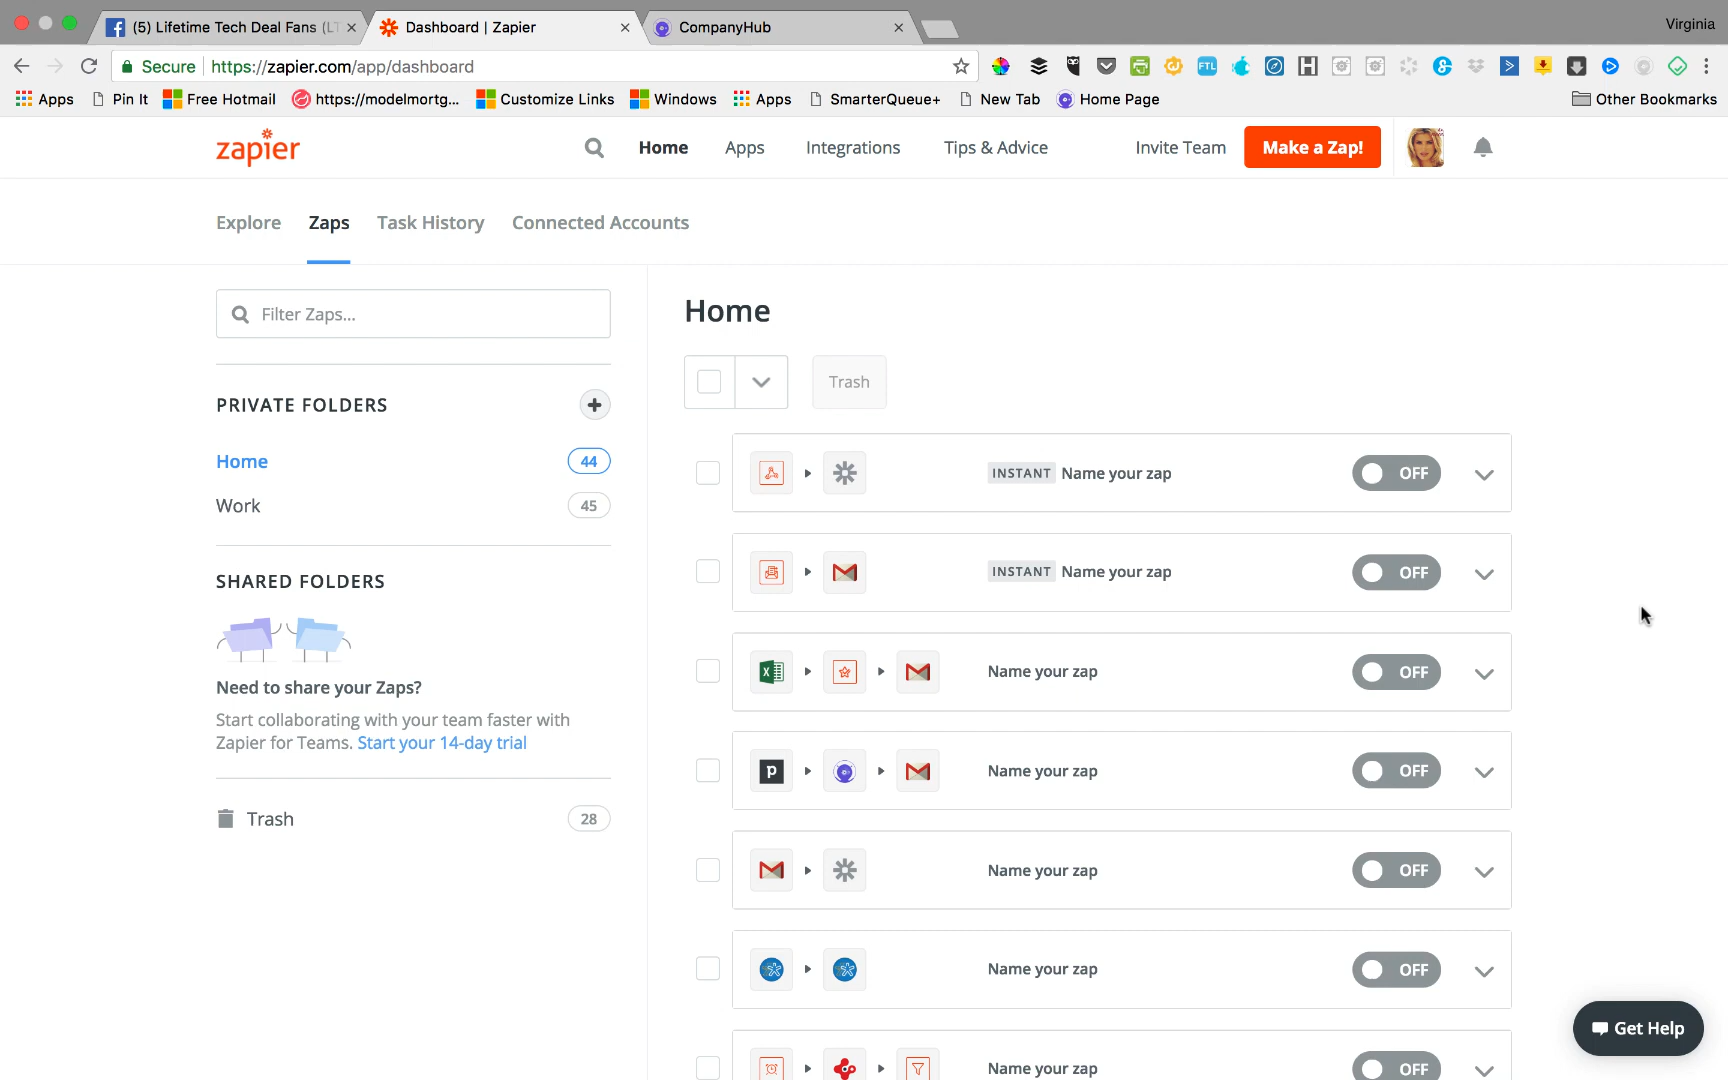 (5) Lifetime Tech Deal Fans (LT
Dashboard | Zapier
CompanyHub
Virginia
Secure
https://zapier.com/app/dashboard
FTL
H
Apps
Pin It
Free Hotmail
https://modelmortg...
Customize Links
Windows
Apps
SmarterQueue+
New Tab
Home Page
Other Bookmarks
zapier
Home
Apps
Integrations
Tips & Advice
Invite Team
Make a Zap!
Explore
Zaps
Task History
Connected Accounts
Filter Zaps...
PRIVATE FOLDERS
Home
44
Work
45
SHARED FOLDERS
Need to share your Zaps?
Start collaborating with your team faster with
Zapier for Teams. Start your 14-day trial
Trash
28
Home
Trash
INSTANT Name your zap
OFF
INSTANT Name your zap
OFF
Name your zap
OFF
Name your zap
OFF
Name your zap
OFF
Name your zap
OFF
Name your zap
OFF
Get Help